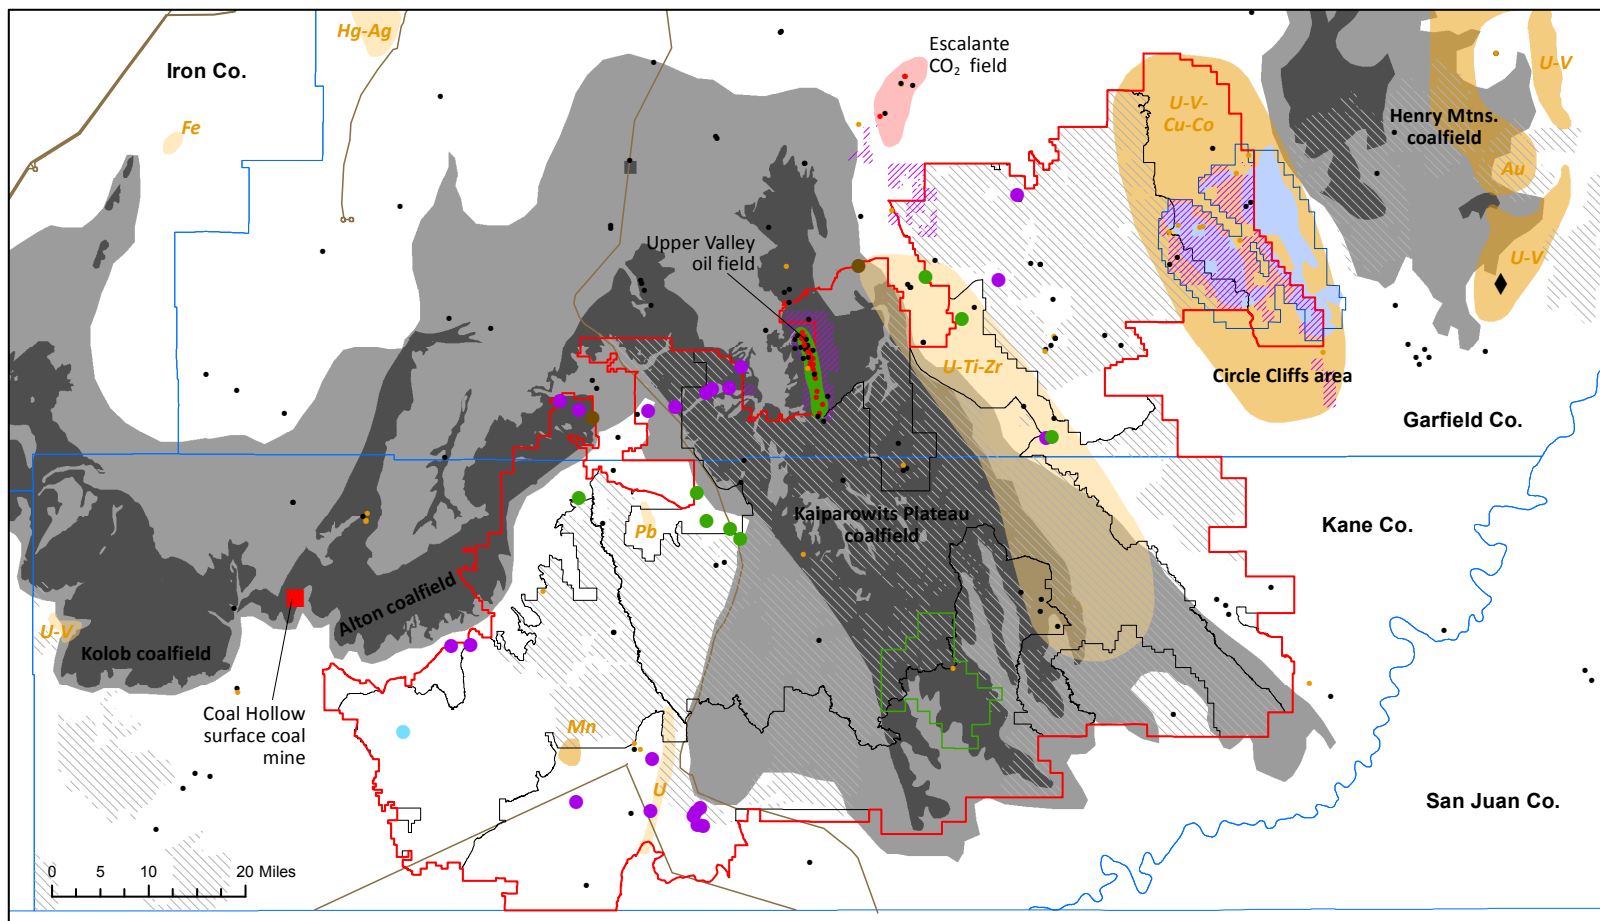 Hg-Ag
Iron Co.
Fe
Escalante
CO₂ field
U-V-
Cu-Co
U-V
Henry Mtns.
coalfield
Au
U-V
Upper Valley
oil field
U-Ti-Zr
Circle Cliffs area
Garfield Co.
Kaiparowits Plateau
coalfield
Kane Co.
Pb
Alton coalfield
U-V
Kolob coalfield
Coal Hollow
surface coal
mine
Mn
U
San Juan Co.
0 5 10 20 Miles